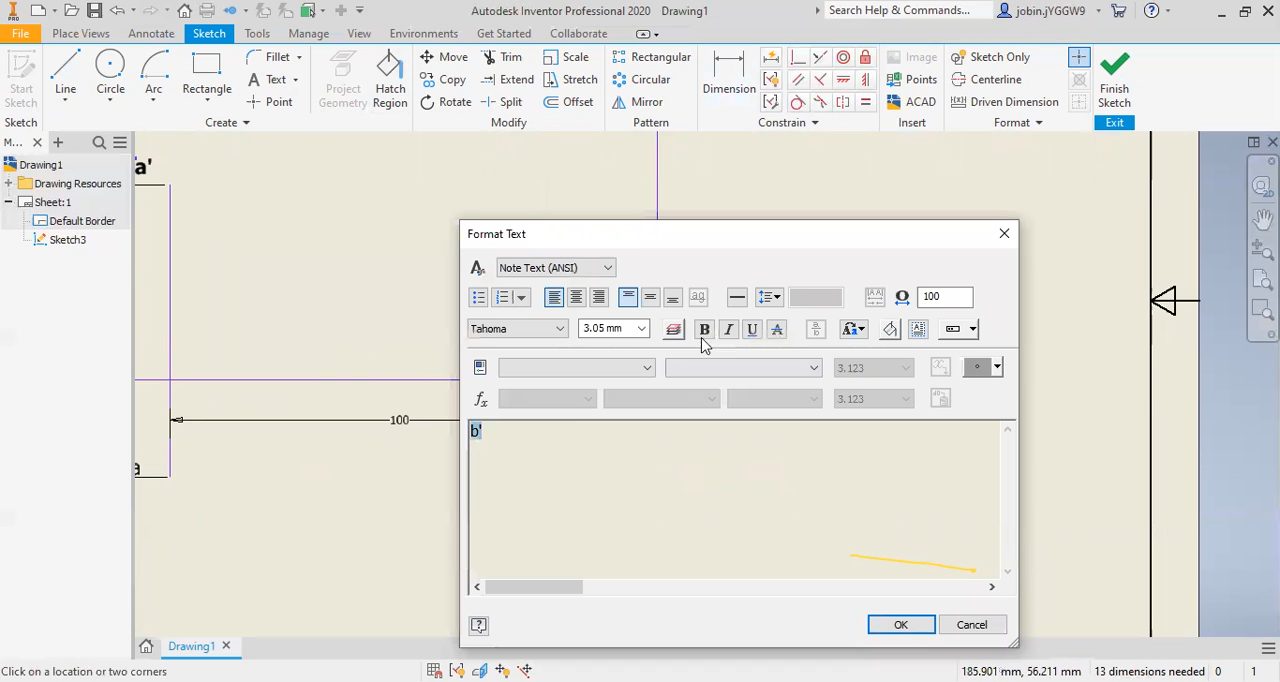 Autodesk Inventor Professional 2020 Drawing1
Search Help & Commands...
jobin.jYGGW9
PRO
File Place Views Annotate Sketch Tools Manage View Environments Get Started Collaborate
Start Sketch
Line
Circle
Arc
Rectangle
Fillet
Text
Point
Project Geometry
Hatch Region
Move
Copy
Rotate
Trim
Extend
Split
Scale
Stretch
Offset
Rectangular
Circular
Mirror
Dimension
Image
Points
ACAD
Sketch Only
Centerline
Driven Dimension
Finish Sketch
Sketch Create Modify Pattern Constrain Insert Format Exit
M...
Drawing1
Drawing Resources
Sheet:1
Default Border
Sketch3
a'
100
a
Format Text
Note Text (ANSI)
100
Tahoma
3.05 mm
B I U A
3.123
3.123
b'
OK
Cancel
Drawing1
Click on a location or two corners
185.901 mm, 56.211 mm 13 dimensions needed 0 1